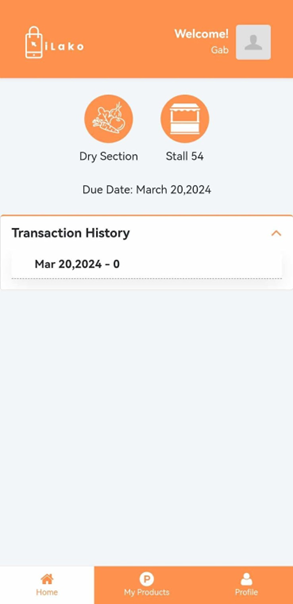 iLako
Welcome!
Gab
Dry Section
Stall 54
Due Date: March 20,2024
Transaction History
Mar 20,2024 - 0
Home
P
My Products
Profile